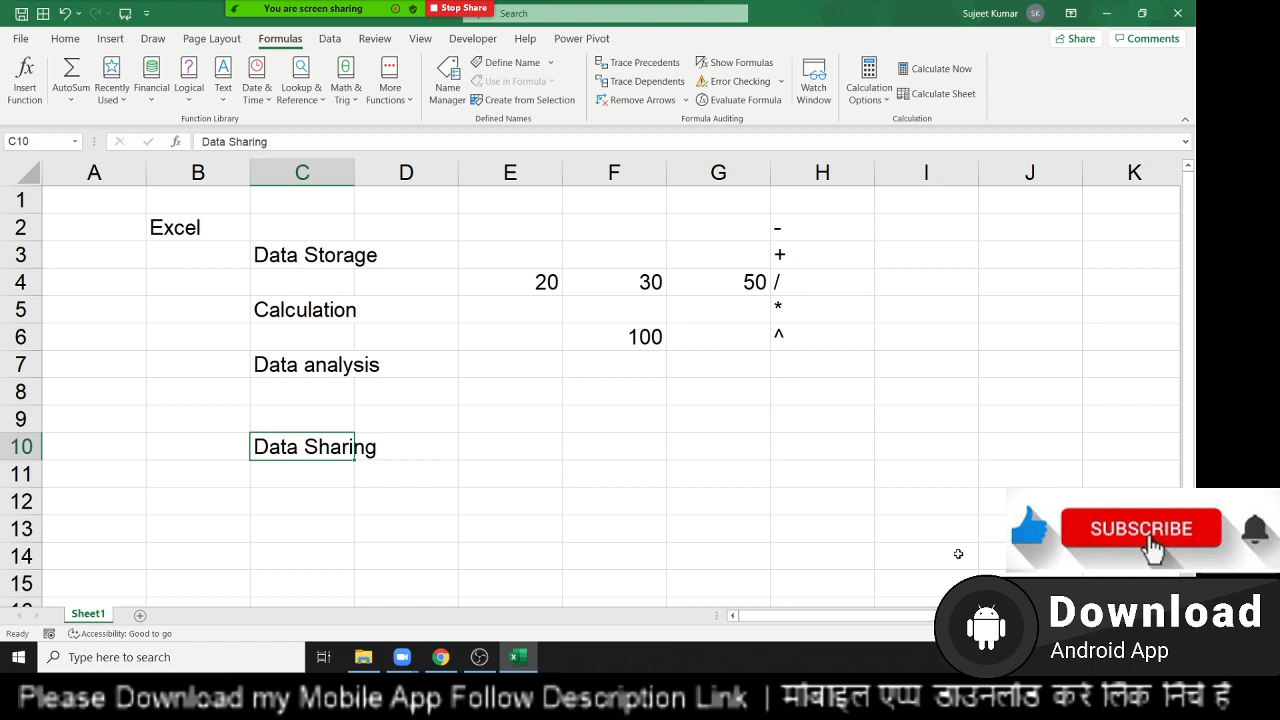 You are screen sharing
Stop Share
Search
Sujeet Kumar
SK
File Home Insert Draw Page Layout Formulas Data Review View Developer Help Power Pivot
Share
Comments
fx
Insert Function
AutoSum
Recently Used
Financial
Logical
Text
Date & Time
Lookup & Reference
Math & Trig
More Functions
Function Library
Name Manager
Define Name
Use in Formula
Create from Selection
Defined Names
Trace Precedents
Trace Dependents
Remove Arrows
Show Formulas
Error Checking
Evaluate Formula
Formula Auditing
Watch Window
Calculation Options
Calculate Now
Calculate Sheet
Calculation
C10
fx
Data Sharing
A B C D E F G H I J K
1
2 Excel -
3 Data Storage +
4 20 30 50 /
5 Calculation *
6 100 ^
7 Data analysis
8
9
10 Data Sharing
11
12
13
14
15
SUBSCRIBE
Sheet1
Ready
Accessibility: Good to go
Download
Android App
Type here to search
Please Download my Mobile App Follow Description Link | मोबाइल एप्प डाउनलोड करे लिंक निचे है